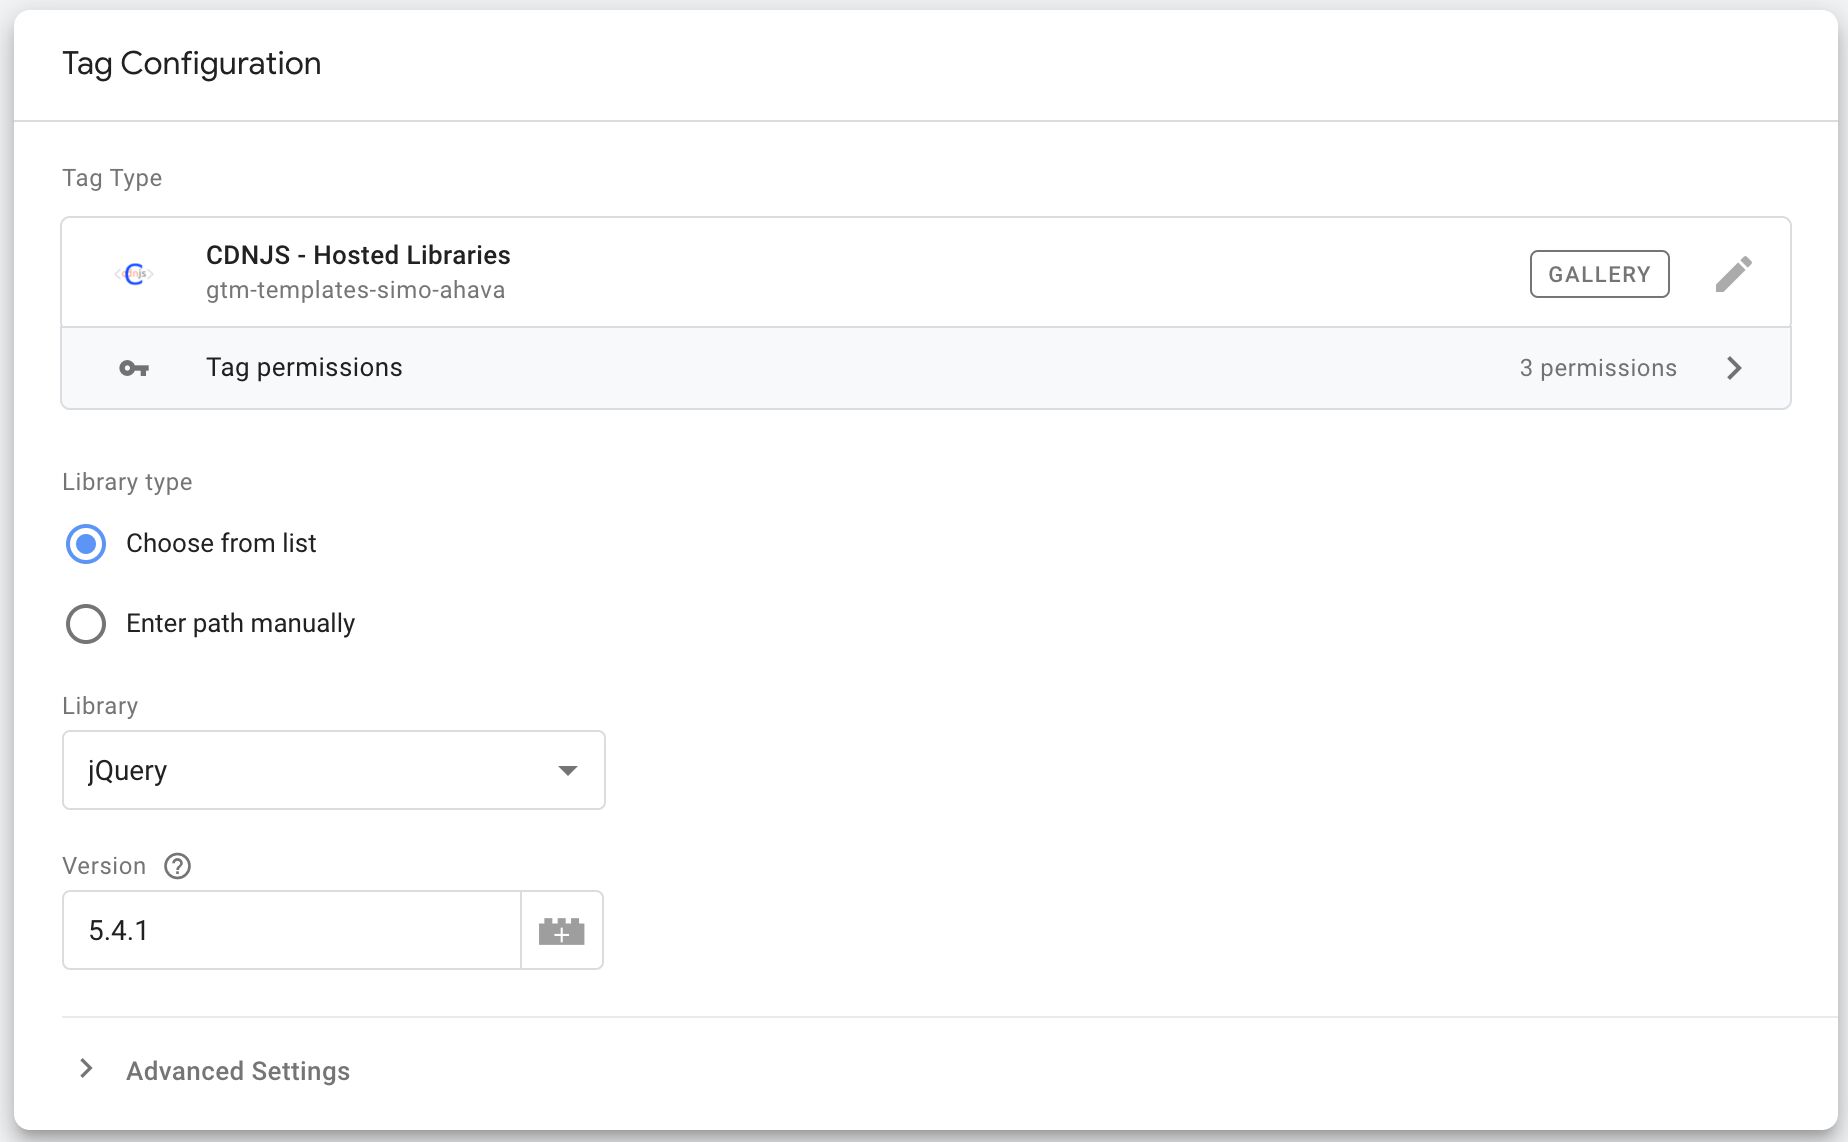 Tag Configuration
Tag Type
CDNJS - Hosted Libraries
gtm-templates-simo-ahava
GALLERY
Tag permissions
3 permissions
Library type
Choose from list
Enter path manually
Library
jQuery
Version
5.4.1
Advanced Settings